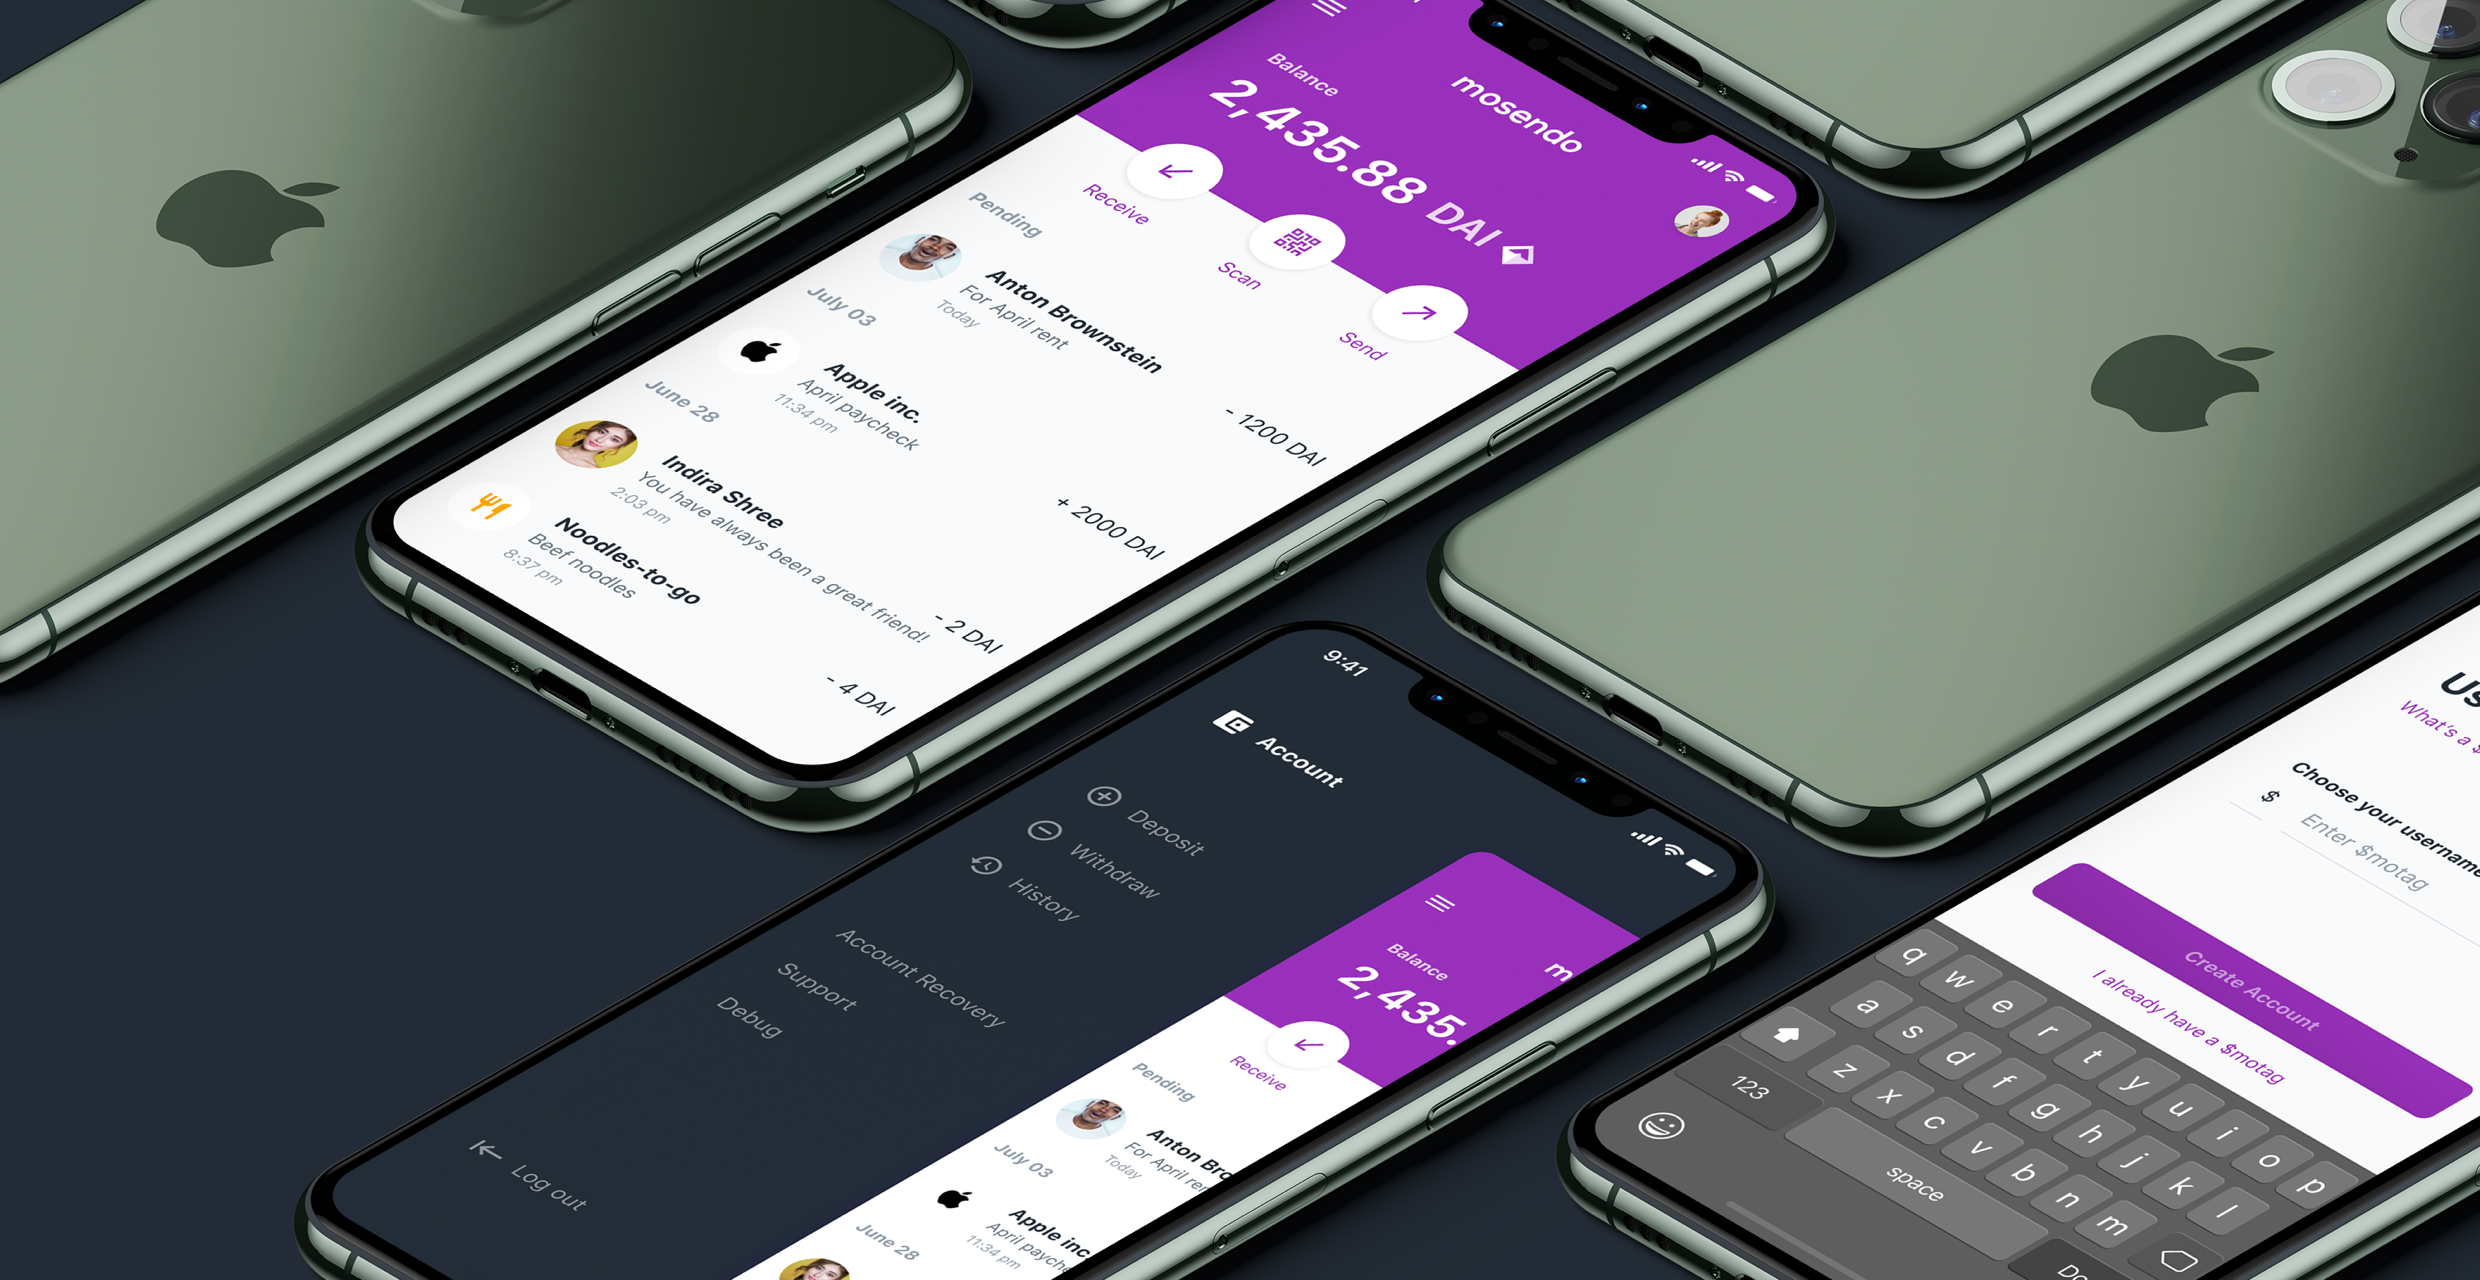 mosendo
Balance
2,435.88 DAI
Receive
Scan
Send
Pending
Anton Brownstein
For April rent
Today
- 1200 DAI
July 03
Apple inc.
April paycheck
11:34 pm
+ 2000 DAI
June 28
Indira Shree
You have always been a great friend!
2:03 pm
- 2 DAI
Noodles-to-go
Beef noodles
8:37 pm
- 4 DAI
9:41
Account
Deposit
Withdraw
History
Account Recovery
Support
Debug
Log out
m
Balance
2,435.
Receive
Pending
Anton Bro
For April ren
Today
July 03
Apple inc
April paych
11:34 pm
June 28
Us
What's a $
Choose your username
$ Enter $motag
Create Account
I already have a $motag
q w e r t y u i o p
a s d f g h j k l
z x c v b n m
123
space
Do